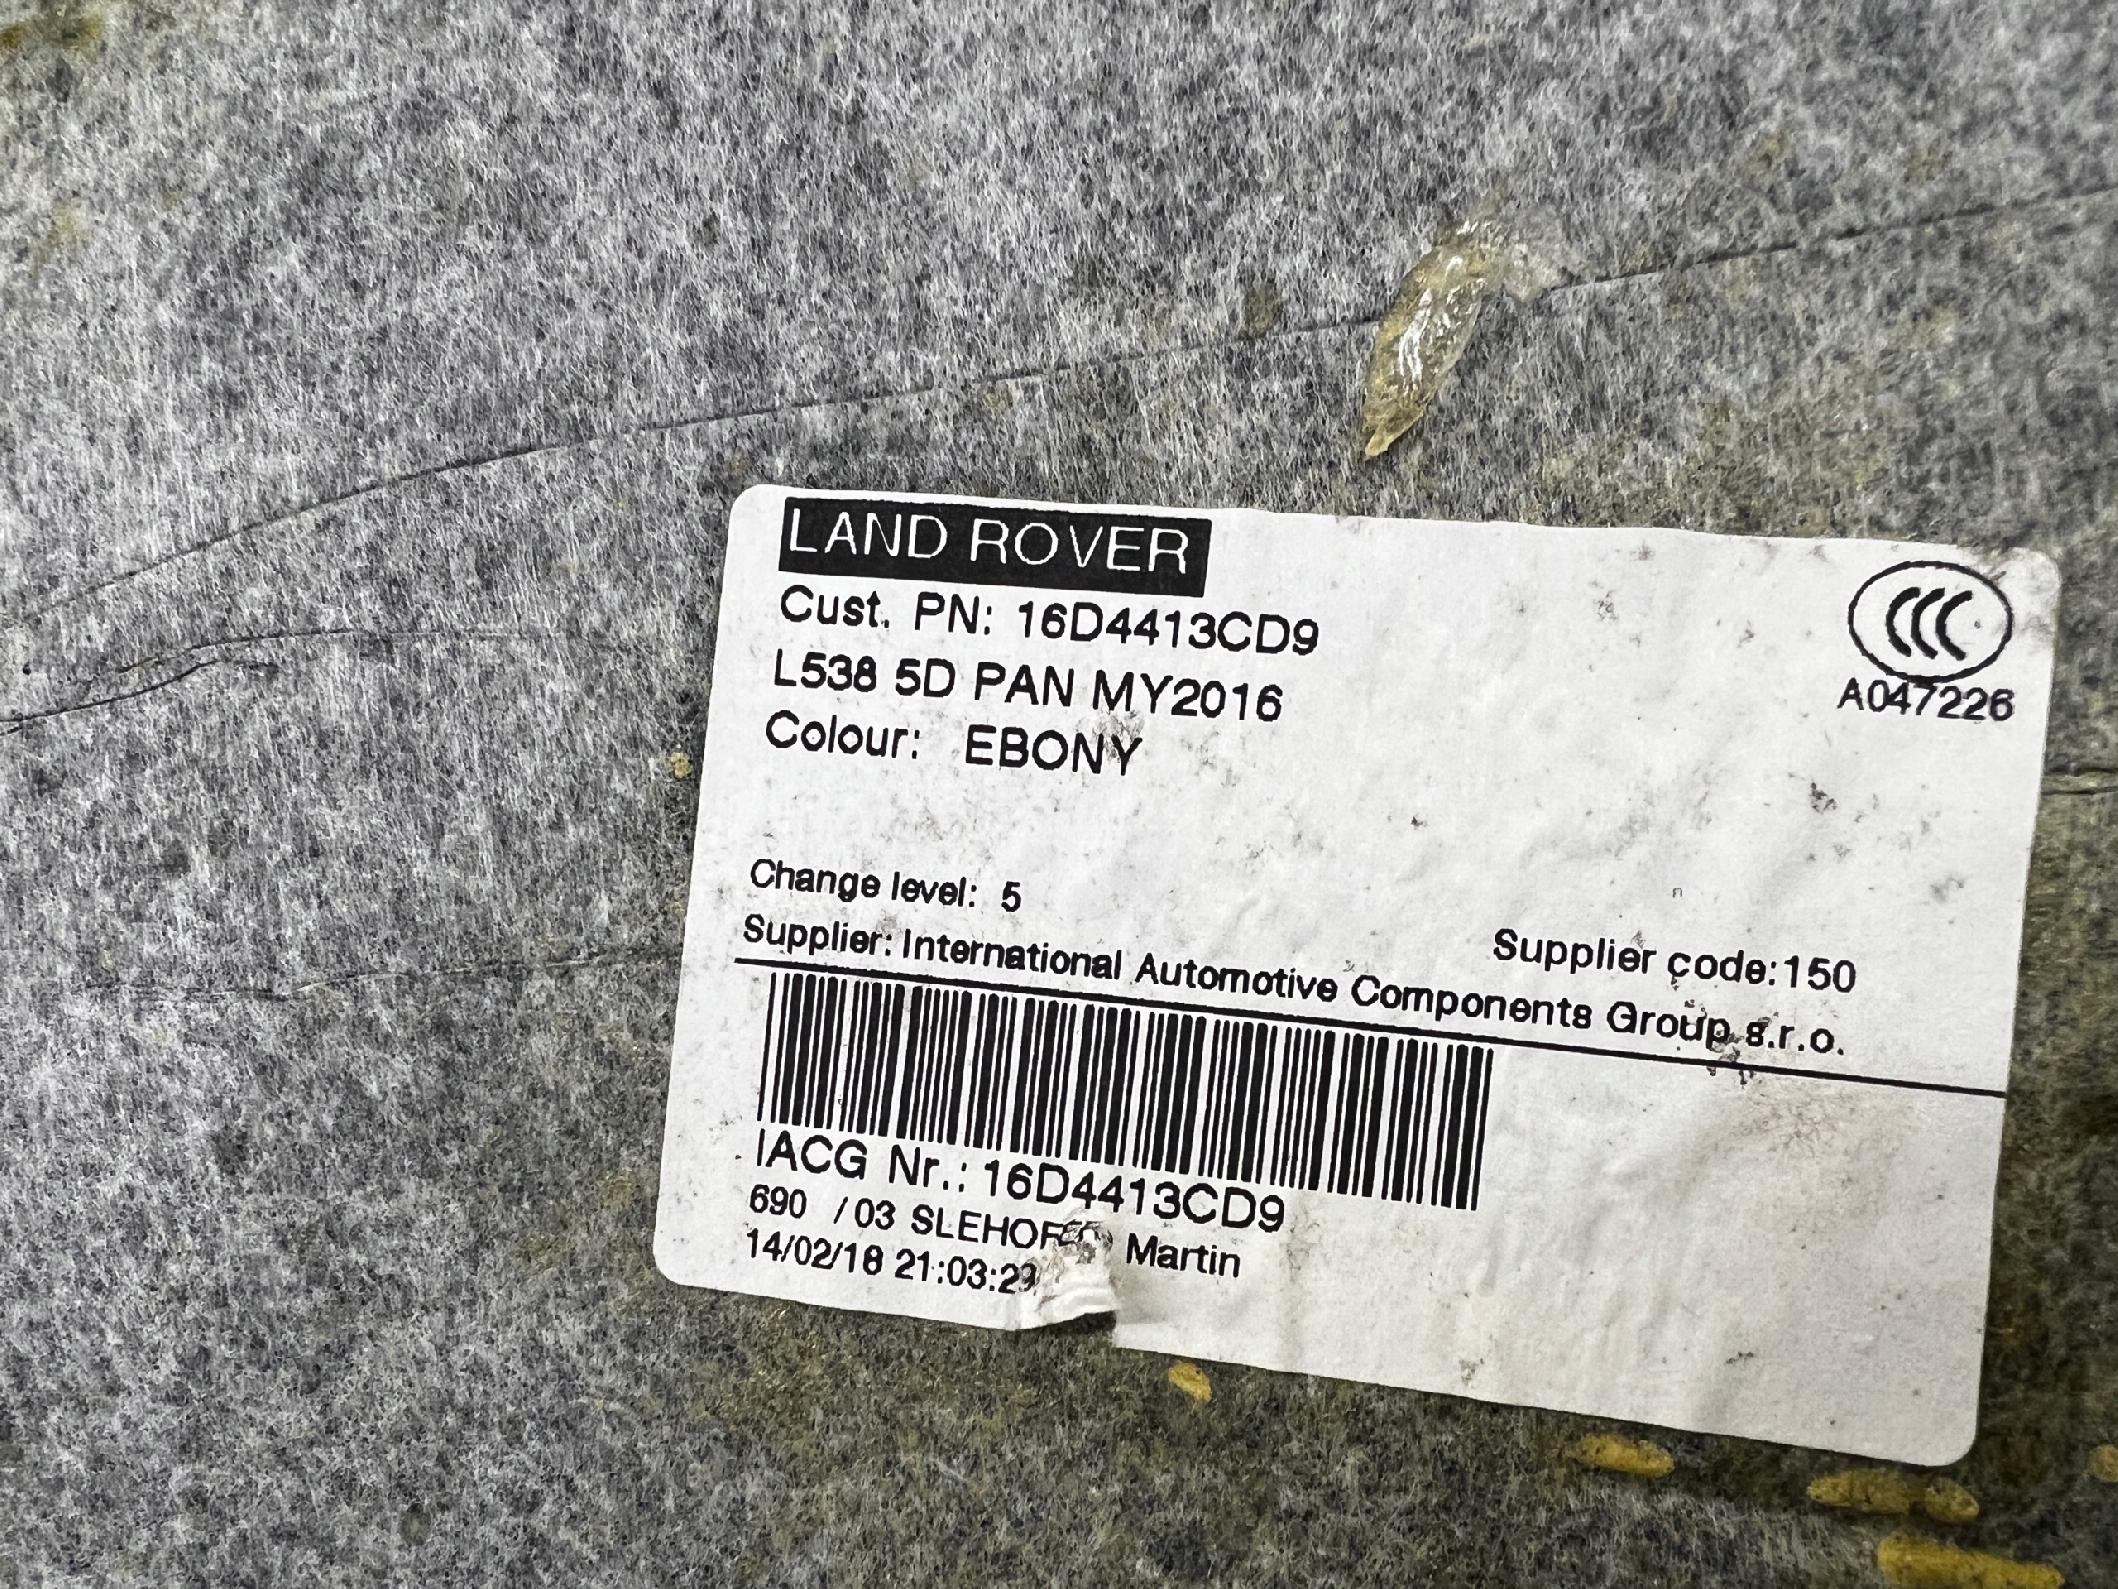 LAND ROVER
Cust. PN: 16D4413CD9
L538 5D PAN MY2016
Colour: EBONY
CCC
A047226
Change level: 5
Supplier code:150
Supplier: International Automotive Components Group s.r.o.
IACG Nr.: 16D4413CD9
690 /03 Martin
14/02/18